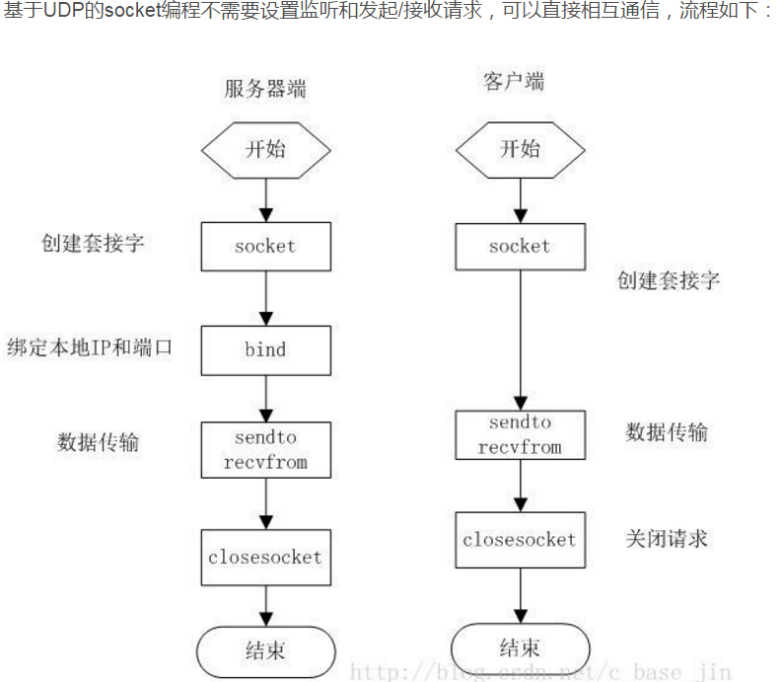 基于UDP的socket编程不需要设置监听和发起/接收请求，可以直接相互通信，流程如下：
服务器端
客户端
开始
开始
创建套接字
socket
socket
创建套接字
绑定本地IP和端口
bind
数据传输
sendto
recvfrom
sendto
recvfrom
数据传输
closesocket
closesocket
关闭请求
结束
结束
http://blog.csdn.net/c_base_jin